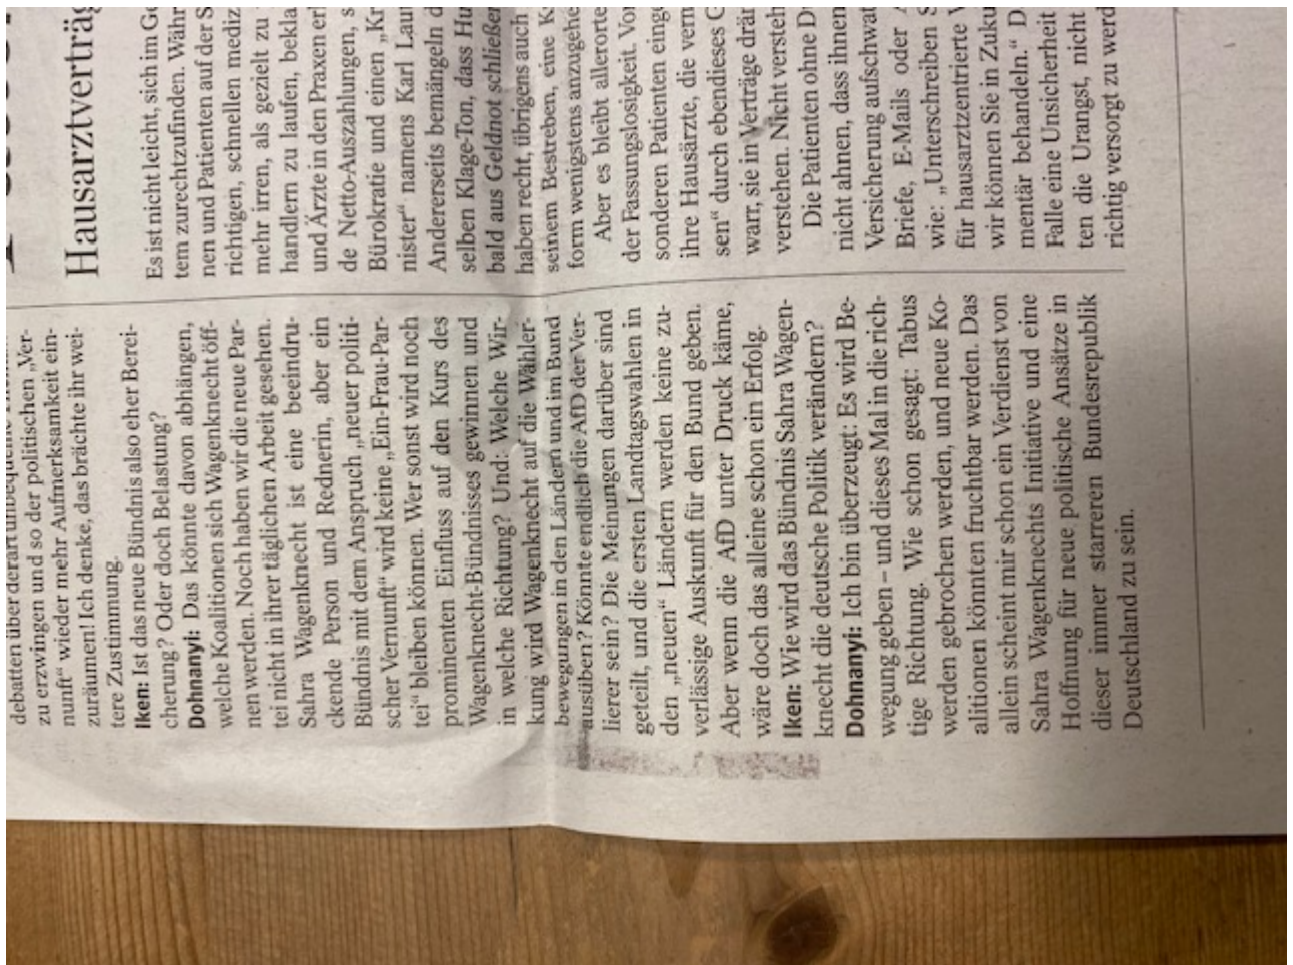 debatten über derart unbequeme
zu erzwingen und so der politischen „Ver-
nunft“ wieder mehr Aufmerksamkeit ein-
zuräumen! Ich denke, das brächte ihr wei-
tere Zustimmung.
Iken: Ist das neue Bündnis also eher Berei-
cherung? Oder doch Belastung?
Dohnanyi: Das könnte davon abhängen,
welche Koalitionen sich Wagenknecht öff-
nen werden. Noch haben wir die neue Par-
tei nicht in ihrer täglichen Arbeit gesehen.
Sahra Wagenknecht ist eine beeindru-
ckende Person und Rednerin, aber ein
Bündnis mit dem Anspruch „neuer politi-
scher Vernunft“ wird keine „Ein-Frau-Par-
tei“ bleiben können. Wer sonst wird noch
prominenten Einfluss auf den Kurs des
Wagenknecht-Bündnisses gewinnen, und
in welche Richtung? Und: Welche Wir-
kung wird Wagenknecht auf die Wähler-
bewegungen in den Ländern und im Bund
ausüben? Könnte endlich die AfD der Ver-
lierer sein? Die Meinungen darüber sind
geteilt, und die ersten Landtagswahlen in
den „neuen“ Ländern werden keine zu-
verlässige Auskunft für den Bund geben.
Aber wenn die AfD unter Druck käme,
wäre doch das alleine schon ein Erfolg.
Iken: Wie wird das Bündnis Sahra Wagen-
knecht die deutsche Politik verändern?
Dohnanyi: Ich bin überzeugt: Es wird Be-
wegung geben – und dieses Mal in die rich-
tige Richtung. Wie schon gesagt: Tabus
werden gebrochen werden, und neue Ko-
alitionen könnten fruchtbar werden. Das
allein scheint mir schon ein Verdienst von
Sahra Wagenknechts Initiative und eine
Hoffnung für neue politische Ansätze in
dieser immer starreren Bundesrepublik
Deutschland zu sein.
Hausarztverträg
Es ist nicht leicht, sich im Ge
tem zurechtzufinden. Währ
nen und Patienten auf der S
richtigen, schnellen mediz
mehr irren, als gezielt zu
handlern zu laufen, bekla
und Ärzte in den Praxen er
de Netto-Auszahlungen, s
Bürokratie und einen „Kr
nister“ namens Karl Laut
Andererseits bemängeln d
selben Klage-Ton, dass Hu
bald aus Geldnot schließen
haben recht, übrigens auch
seinem Bestreben, eine K
form wenigstens anzugehe
Aber es bleibt allerorte
der Fassungslosigkeit. Vo
sonderen Patienten eing
ihre Hausärzte, die verm
sen“ durch ebendieses G
warr, sie in Verträge drän
verstehen. Nicht versteh
Die Patienten ohne D
nicht ahnen, dass ihnen
Versicherung aufschwat
Briefe, E-Mails oder
wie: „Unterschreiben S
für hausarztzentrierte V
wir können Sie in Zuku
mentär behandeln.“ D
Falle eine Unsicherheit
ten die Urangst, nicht
richtig versorgt zu werd